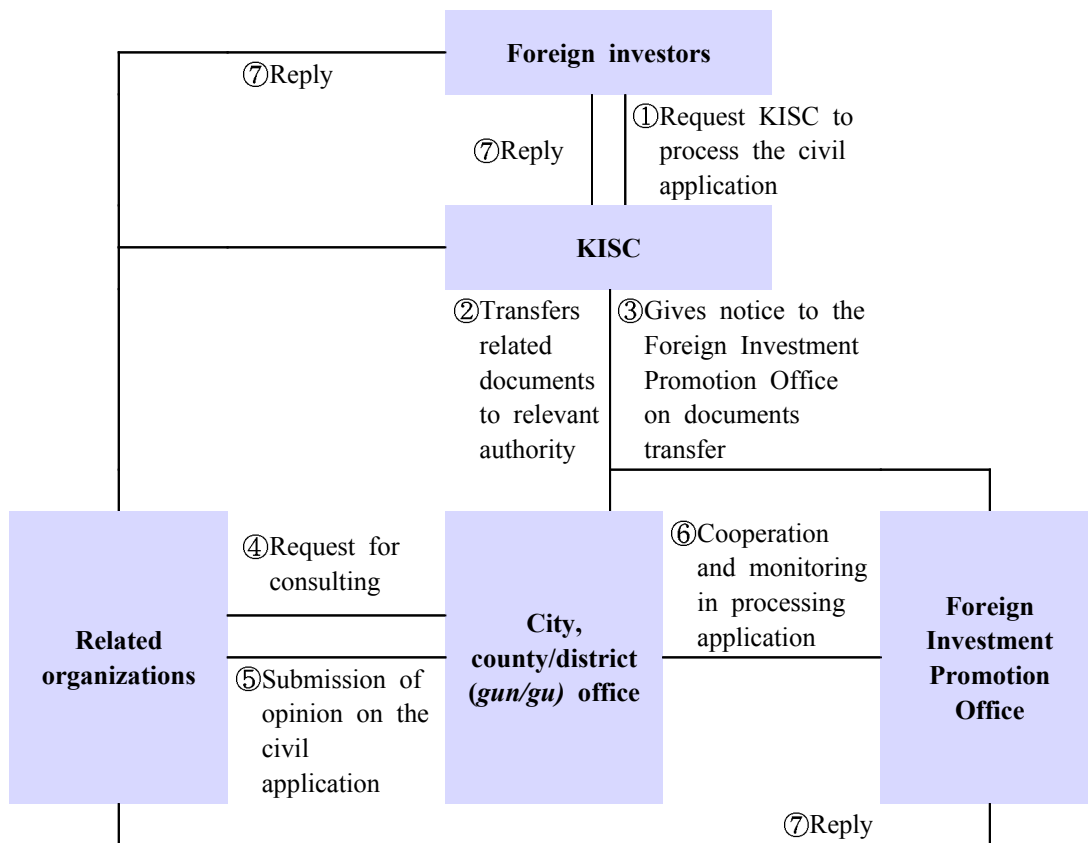 Foreign investors
⑦Reply
①Request KISC to
process the civil
application
⑦Reply
KISC
②Transfers
related
documents
to relevant
authority
③Gives notice to the
Foreign Investment
Promotion Office
on documents
transfer
④Request for
consulting
⑥Cooperation
and monitoring
in processing
application
Related
organizations
City,
county/district
(gun/gu) office
Foreign
Investment
Promotion
Office
⑤Submission of
opinion on the
civil
application
⑦Reply